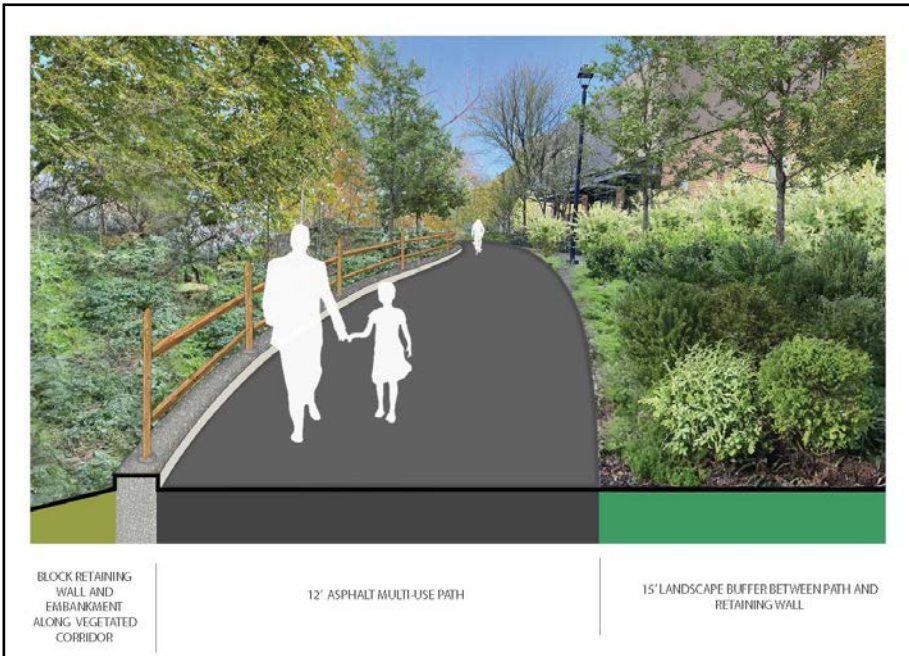 BLOCK RETAINING
WALL AND
EMBANKMENT
ALONG VEGETATED
CORRIDOR
12' ASPHALT MULTI-USE PATH
15' LANDSCAPE BUFFER BETWEEN PATH AND
RETAINING WALL